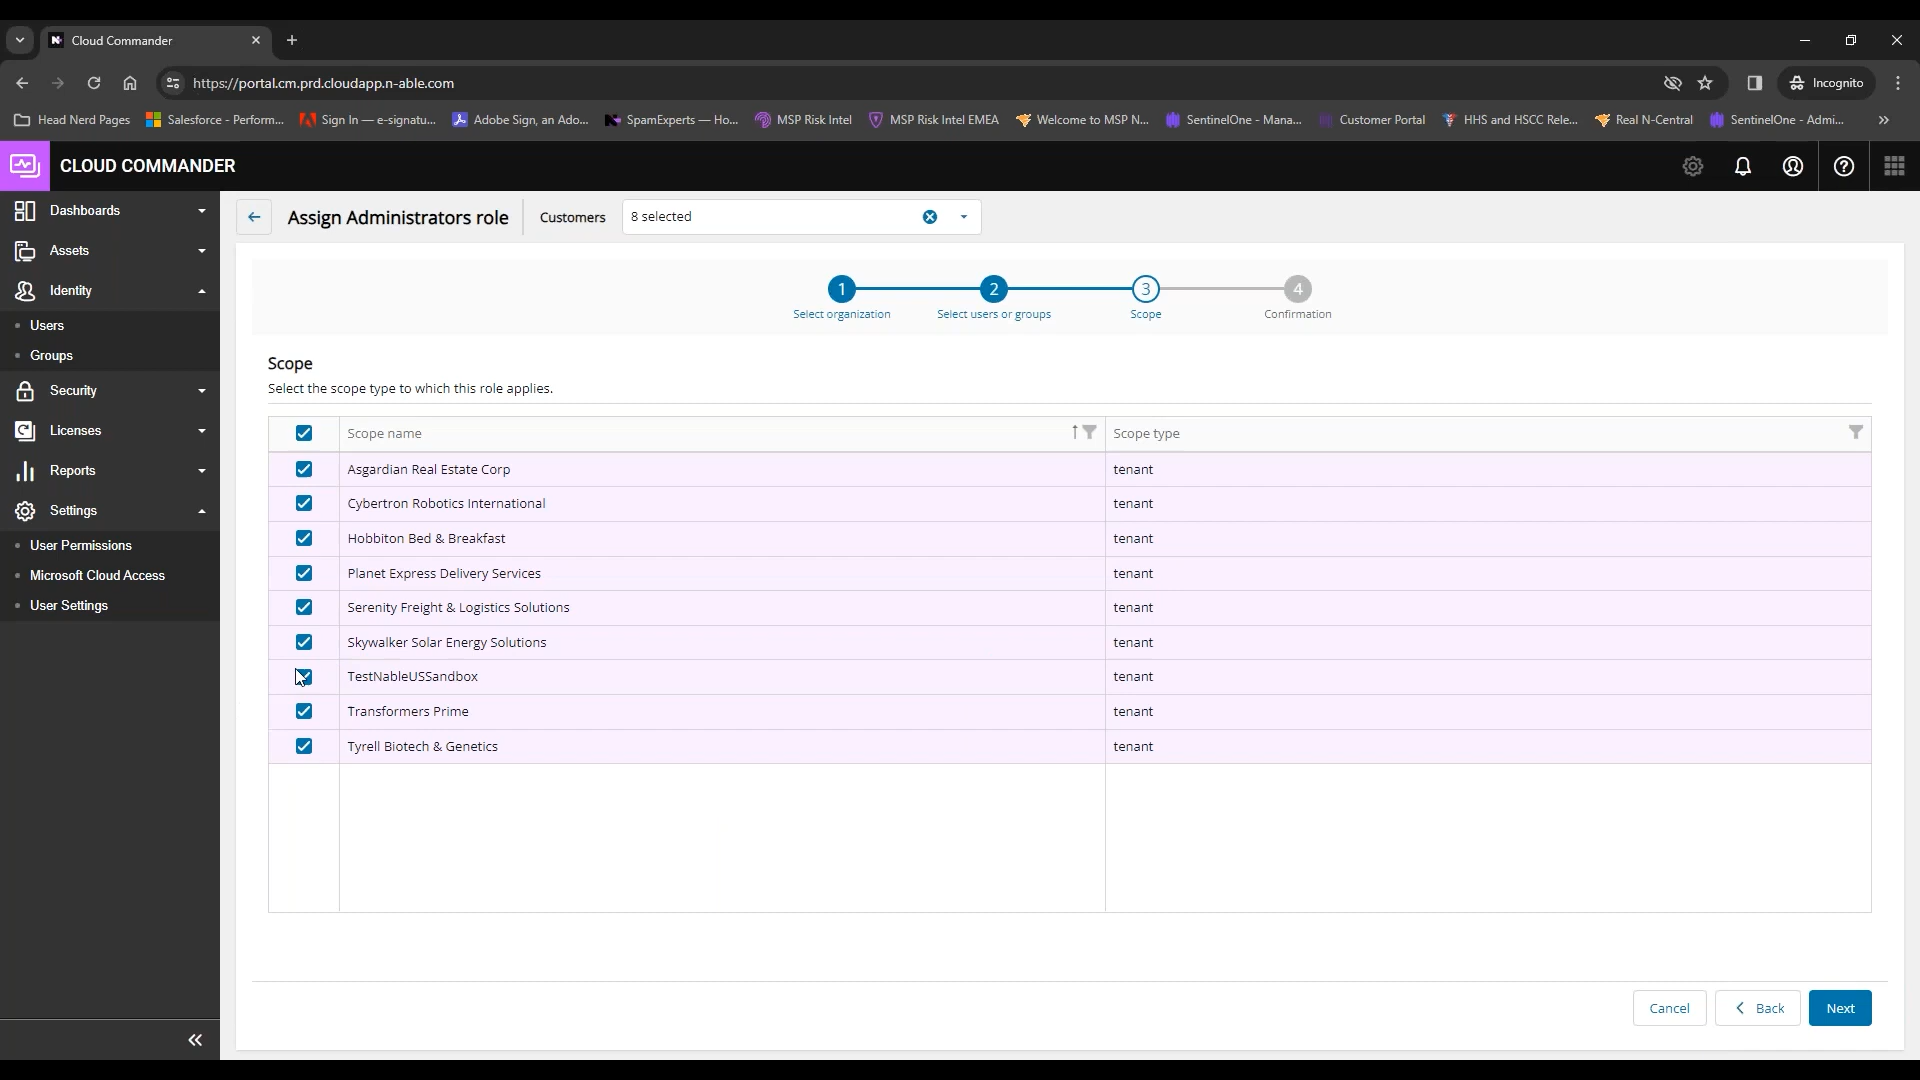 Cloud Commander
https://portal.cm.prd.cloudapp.n-able.com
Incognito
Head Nerd Pages
Salesforce - Perform...
Sign In — e-signatu...
Adobe Sign, an Ado...
SpamExperts — Ho...
MSP Risk Intel
MSP Risk Intel EMEA
Welcome to MSP N...
SentinelOne - Mana...
Customer Portal
HHS and HSCC Rele...
Real N-Central
SentinelOne - Admi...
CLOUD COMMANDER
Dashboards
Assets
Identity
Users
Groups
Security
Licenses
Reports
Settings
User Permissions
Microsoft Cloud Access
User Settings
Assign Administrators role
Customers
8 selected
1
2
3
4
Select organization
Select users or groups
Scope
Confirmation
Scope
Select the scope type to which this role applies.
Scope name
Scope type
Asgardian Real Estate Corp
tenant
Cybertron Robotics International
tenant
Hobbiton Bed & Breakfast
tenant
Planet Express Delivery Services
tenant
Serenity Freight & Logistics Solutions
tenant
Skywalker Solar Energy Solutions
tenant
TestNableUSSandbox
tenant
Transformers Prime
tenant
Tyrell Biotech & Genetics
tenant
Cancel
Back
Next